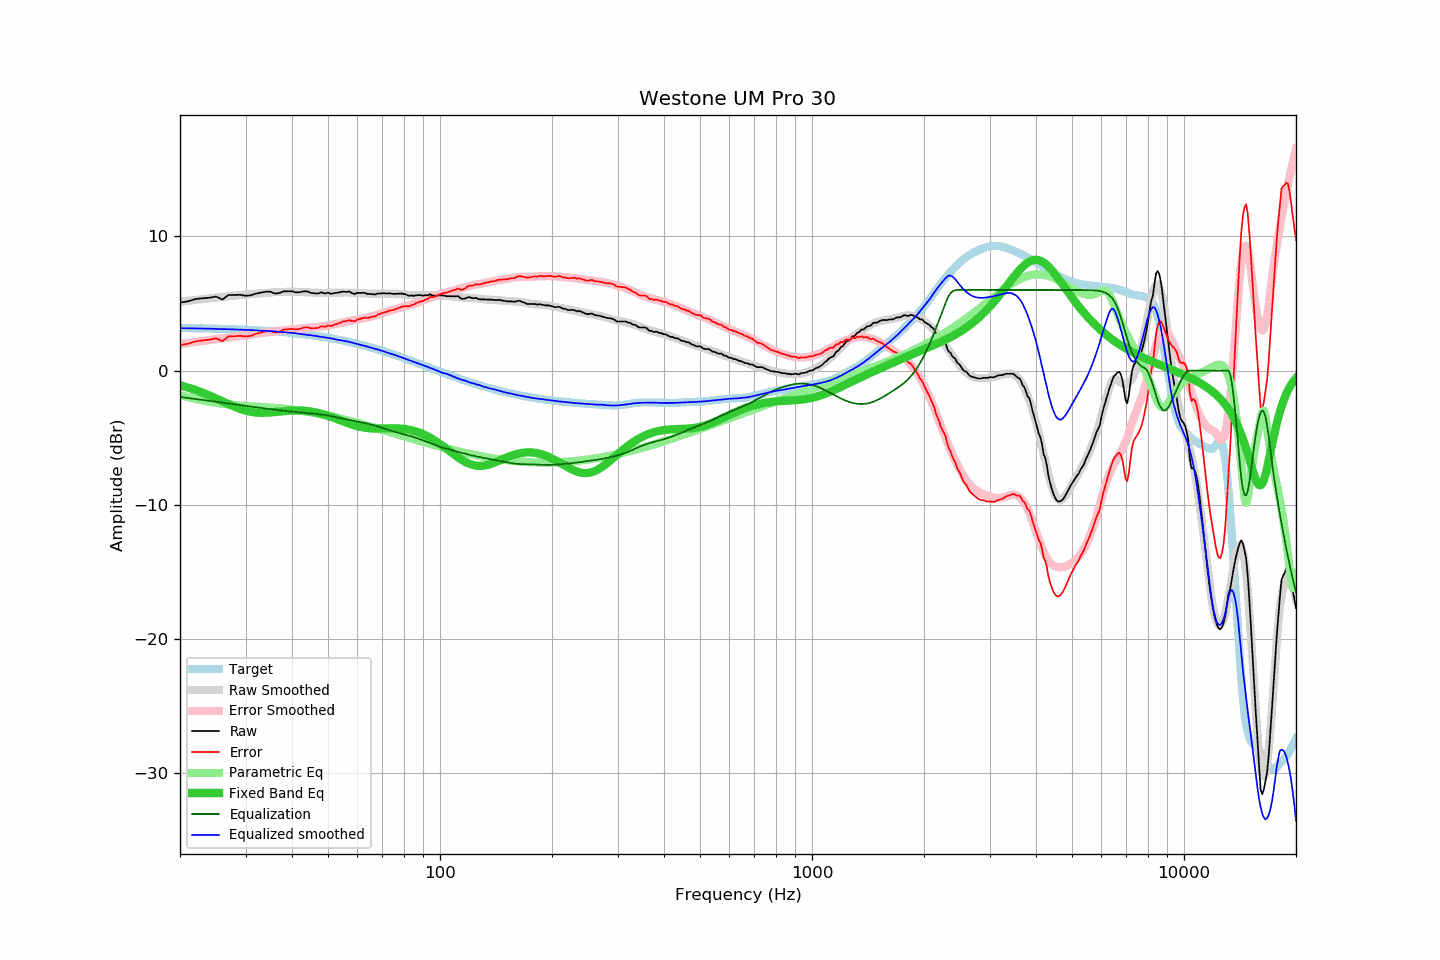 Westone UM Pro 30
10
0
−10
−20
−30
Amplitude (dBr)
Target
Raw Smoothed
Error Smoothed
Raw
Error
Parametric Eq
Fixed Band Eq
Equalization
Equalized smoothed
100
1000
10000
Frequency (Hz)